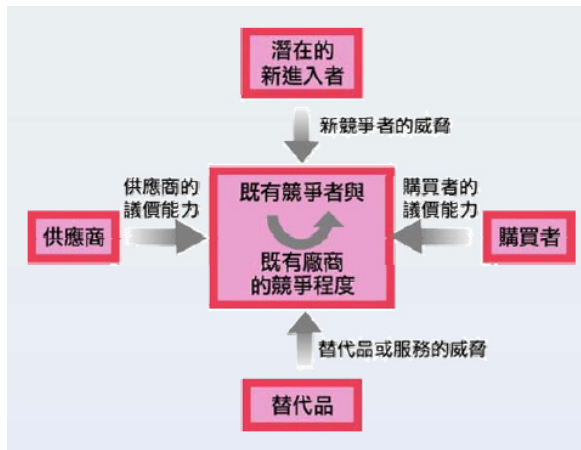 潛在的
新進入者
新競爭者的威脅
供應商的
議價能力
供應商
既有競爭者與
既有廠商
的競爭程度
購買者的
議價能力
購買者
替代品或服務的威脅
替代品